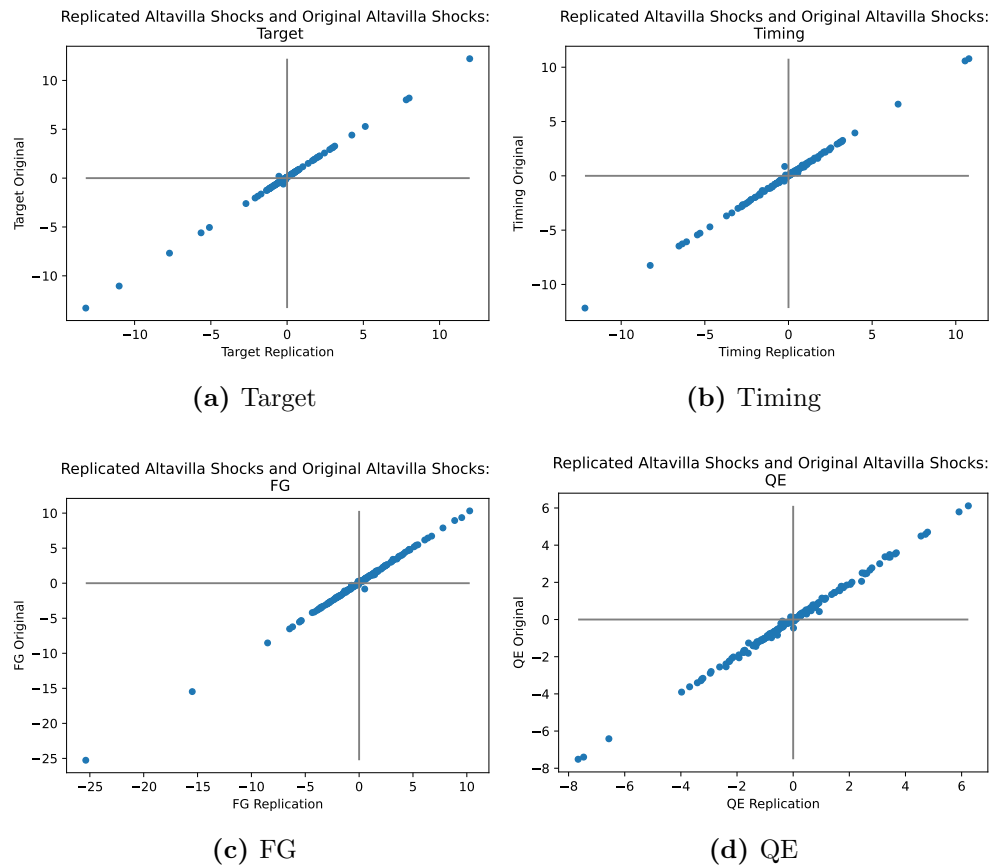 Replicated Altavilla Shocks and Original Altavilla Shocks:
Target
10
5
0
−5
−10
Target Original
−10
−5
0
5
10
Target Replication
(a) Target
Replicated Altavilla Shocks and Original Altavilla Shocks:
Timing
10
5
0
−5
−10
Timing Original
−10
−5
0
5
10
Timing Replication
(b) Timing
Replicated Altavilla Shocks and Original Altavilla Shocks:
FG
10
5
0
−5
−10
−15
−20
−25
FG Original
−25
−20
−15
−10
−5
0
5
10
FG Replication
(c) FG
Replicated Altavilla Shocks and Original Altavilla Shocks:
QE
6
4
2
0
−2
−4
−6
−8
QE Original
−8
−6
−4
−2
0
2
4
6
QE Replication
(d) QE